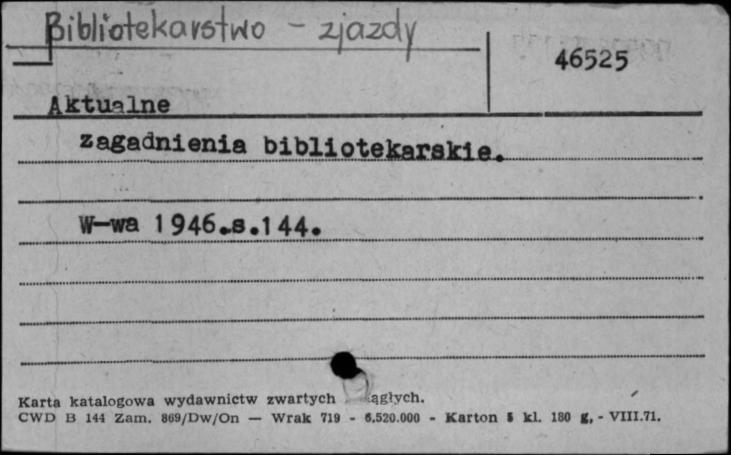 Bibliotekarstwo - zjazdy
46525
Aktualne
zagadnienia bibliotekarskie.
W-wa 1946.s.144.
Karta katalogowa wydawnictw zwartych ągłych.
CWD B 144 Zam. 869/Dw/On — Wrak 719 - 6.520.000 - Karton 5 kl. 180 g, - VIII.71.